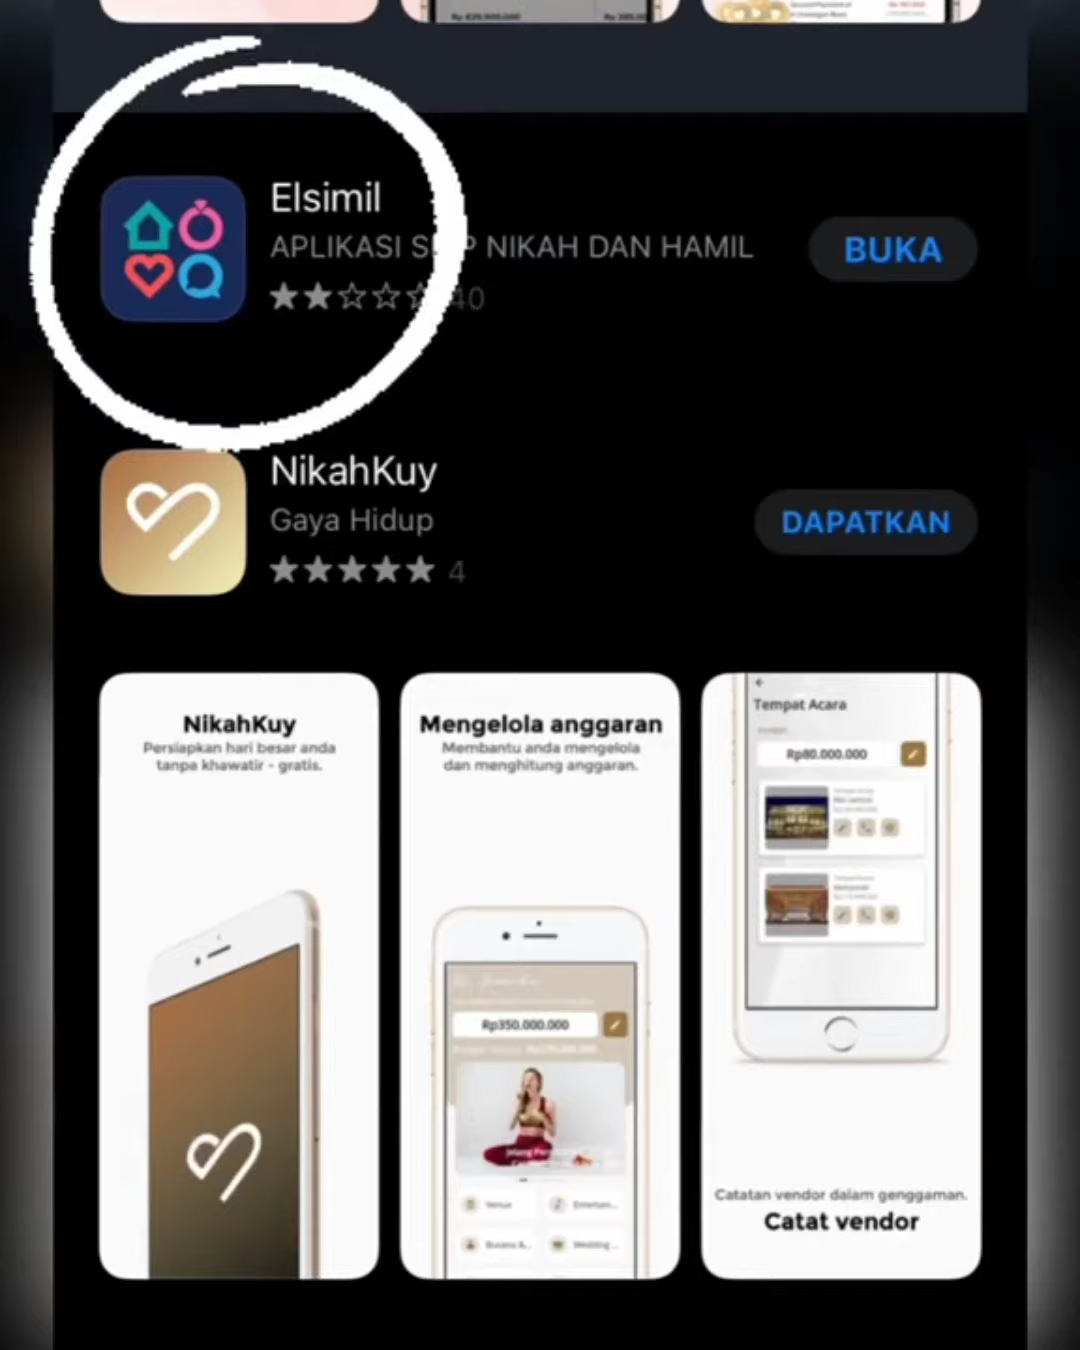 Elsimil
APLIKASI NIKAH DAN HAMIL
40
BUKA
NikahKuy
Gaya Hidup
4
DAPATKAN
NikahKuy
Persiapkan hari besar anda
tanpa khawatir - gratis.
Mengelola anggaran
Membantu anda mengelola
dan menghitung anggaran.
Rp350.000.000
Venue
Tempat Acara
Rp80.000.000
Catatan vendor dalam genggaman.
Catat vendor